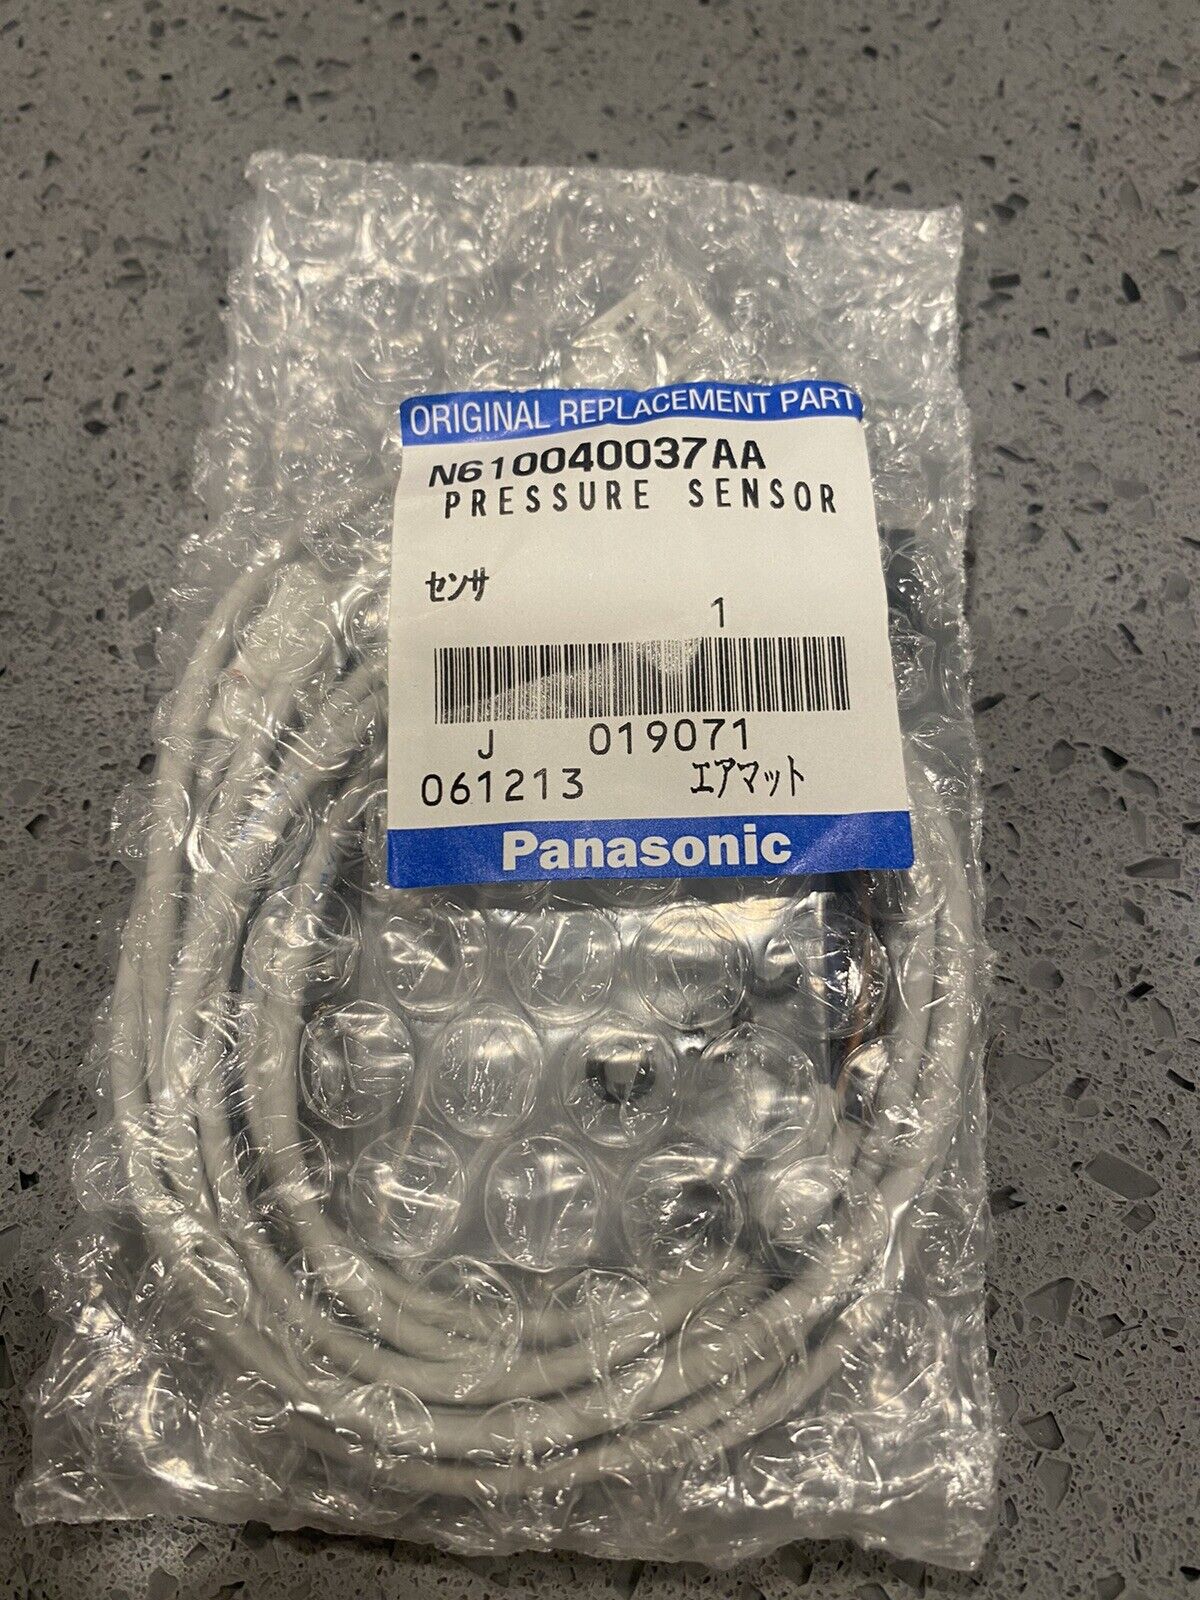 ORIGINAL REPLACEMENT PART
N610040037AA
PRESSURE SENSOR
センサ
1
J 019071
061213 エアマット
Panasonic